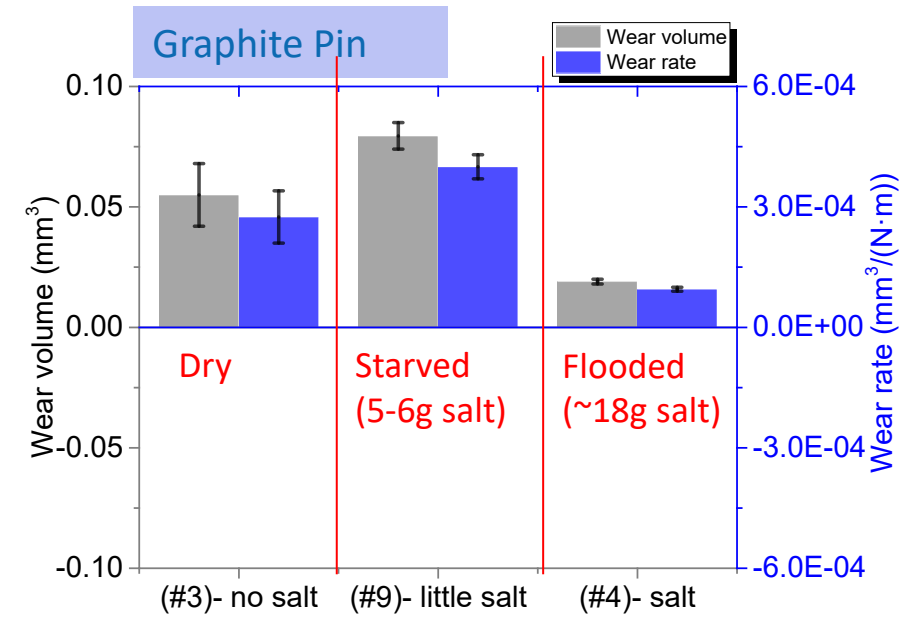 Graphite Pin
Wear volume
Wear rate
0.10
0.05
0.00
-0.05
-0.10
Wear volume (mm³)
6.0E-04
3.0E-04
0.0E+00
-3.0E-04
-6.0E-04
Wear rate (mm³/(N·m))
Dry
Starved
(5-6g salt)
Flooded
(~18g salt)
(#3)- no salt
(#9)- little salt
(#4)- salt